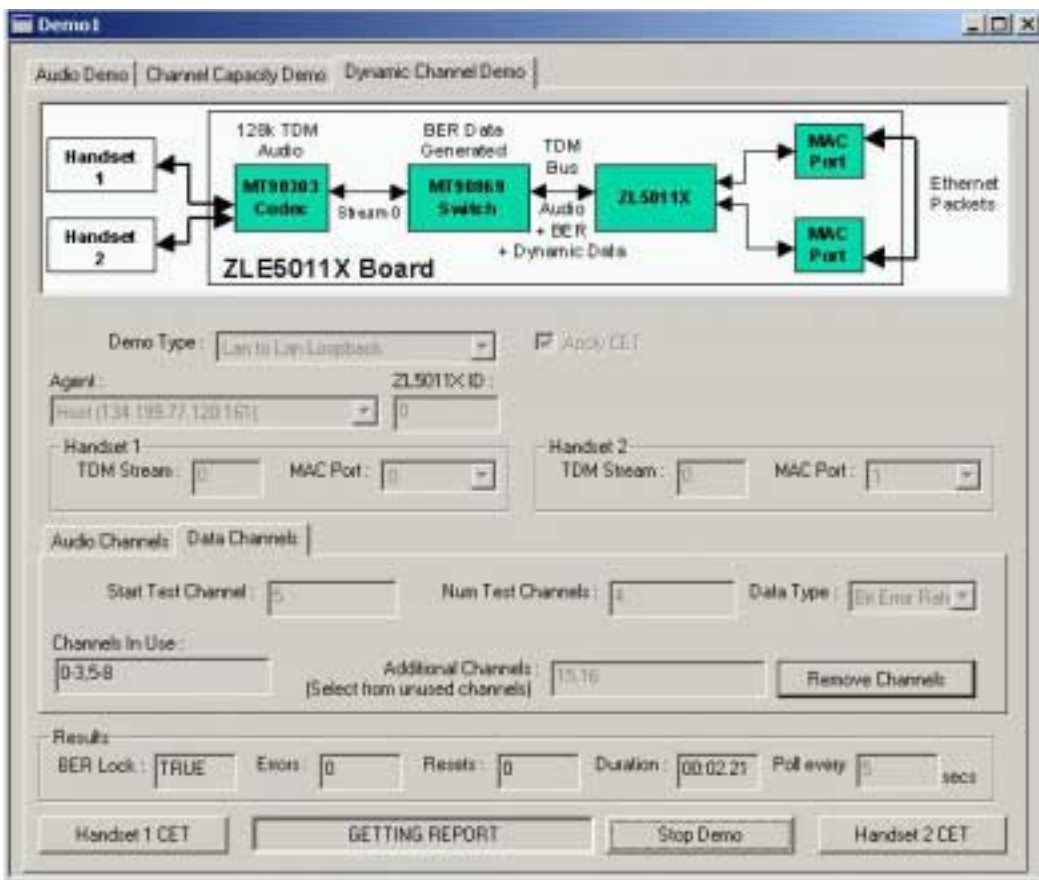 Demo1
Audio Demo Channel Capacity Demo Dynamic Channel Demo
Handset 1
Handset 2
128k TDM Audio
MT90303 Codec
Stream 0
BER Data Generated
MT90869 Switch
TDM Bus
Audio + BER + Dynamic Data
ZL5011X
MAC Port
MAC Port
Ethernet Packets
ZLE5011X Board
Demo Type : Lan to Lan Loopback Apply CET
Agent : ZL5011X ID :
Host (134.199.77.120.161) 0
Handset 1
TDM Stream : 0 MAC Port : 0
Handset 2
TDM Stream : 0 MAC Port : 1
Audio Channels Data Channels
Start Test Channel : 5 Num Test Channels : 4 Data Type : Bit Error Rate
Channels In Use :
0-3,5-8
Additional Channels : 15,16
(Select from unused channels)
Remove Channels
Results
BER Lock : TRUE Errors : 0 Resets : 0 Duration : 00:02.21 Poll every 5 secs
Handset 1 CET GETTING REPORT Stop Demo Handset 2 CET